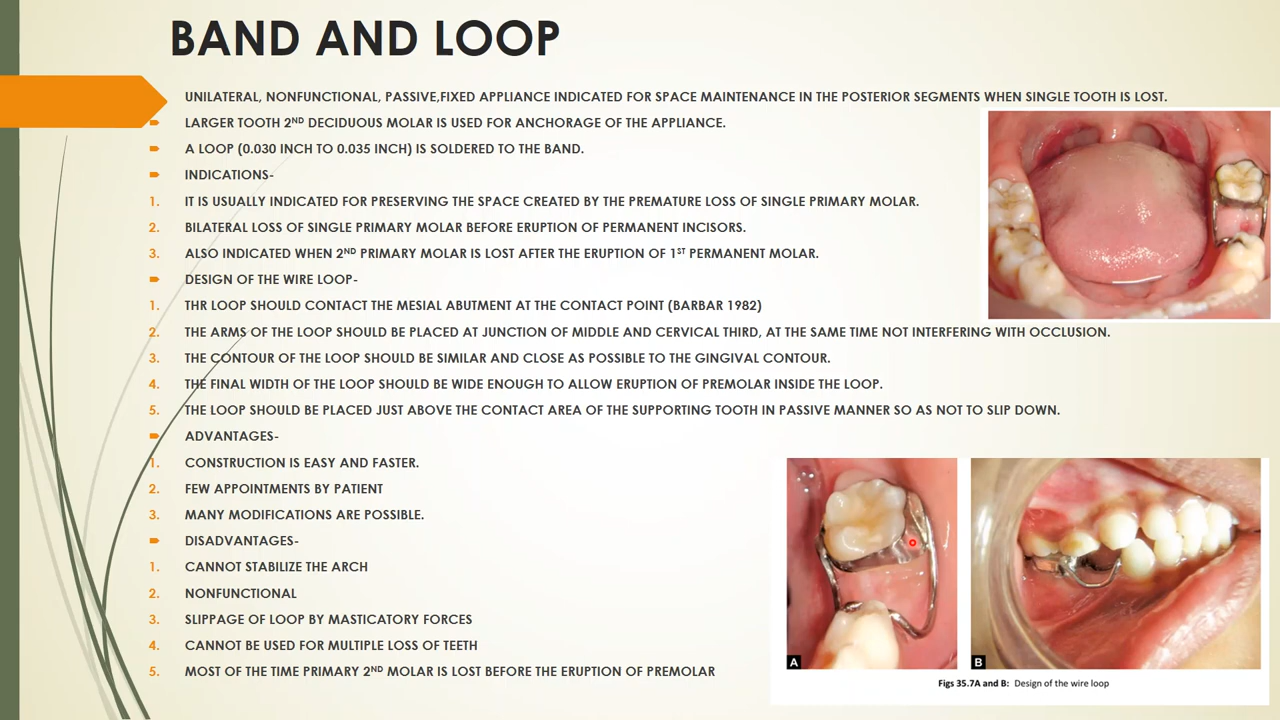 BAND AND LOOP
UNILATERAL, NONFUNCTIONAL, PASSIVE,FIXED APPLIANCE INDICATED FOR SPACE MAINTENANCE IN THE POSTERIOR SEGMENTS WHEN SINGLE TOOTH IS LOST.
LARGER TOOTH 2ND DECIDUOUS MOLAR IS USED FOR ANCHORAGE OF THE APPLIANCE.
A LOOP (0.030 INCH TO 0.035 INCH) IS SOLDERED TO THE BAND.
INDICATIONS-
1. IT IS USUALLY INDICATED FOR PRESERVING THE SPACE CREATED BY THE PREMATURE LOSS OF SINGLE PRIMARY MOLAR.
2. BILATERAL LOSS OF SINGLE PRIMARY MOLAR BEFORE ERUPTION OF PERMANENT INCISORS.
3. ALSO INDICATED WHEN 2ND PRIMARY MOLAR IS LOST AFTER THE ERUPTION OF 1ST PERMANENT MOLAR.
DESIGN OF THE WIRE LOOP-
1. THR LOOP SHOULD CONTACT THE MESIAL ABUTMENT AT THE CONTACT POINT (BARBAR 1982)
2. THE ARMS OF THE LOOP SHOULD BE PLACED AT JUNCTION OF MIDDLE AND CERVICAL THIRD, AT THE SAME TIME NOT INTERFERING WITH OCCLUSION.
3. THE CONTOUR OF THE LOOP SHOULD BE SIMILAR AND CLOSE AS POSSIBLE TO THE GINGIVAL CONTOUR.
4. THE FINAL WIDTH OF THE LOOP SHOULD BE WIDE ENOUGH TO ALLOW ERUPTION OF PREMOLAR INSIDE THE LOOP.
5. THE LOOP SHOULD BE PLACED JUST ABOVE THE CONTACT AREA OF THE SUPPORTING TOOTH IN PASSIVE MANNER SO AS NOT TO SLIP DOWN.
ADVANTAGES-
1. CONSTRUCTION IS EASY AND FASTER.
2. FEW APPOINTMENTS BY PATIENT
3. MANY MODIFICATIONS ARE POSSIBLE.
DISADVANTAGES-
1. CANNOT STABILIZE THE ARCH
2. NONFUNCTIONAL
3. SLIPPAGE OF LOOP BY MASTICATORY FORCES
4. CANNOT BE USED FOR MULTIPLE LOSS OF TEETH
5. MOST OF THE TIME PRIMARY 2ND MOLAR IS LOST BEFORE THE ERUPTION OF PREMOLAR
A
B
Figs 35.7A and B: Design of the wire loop